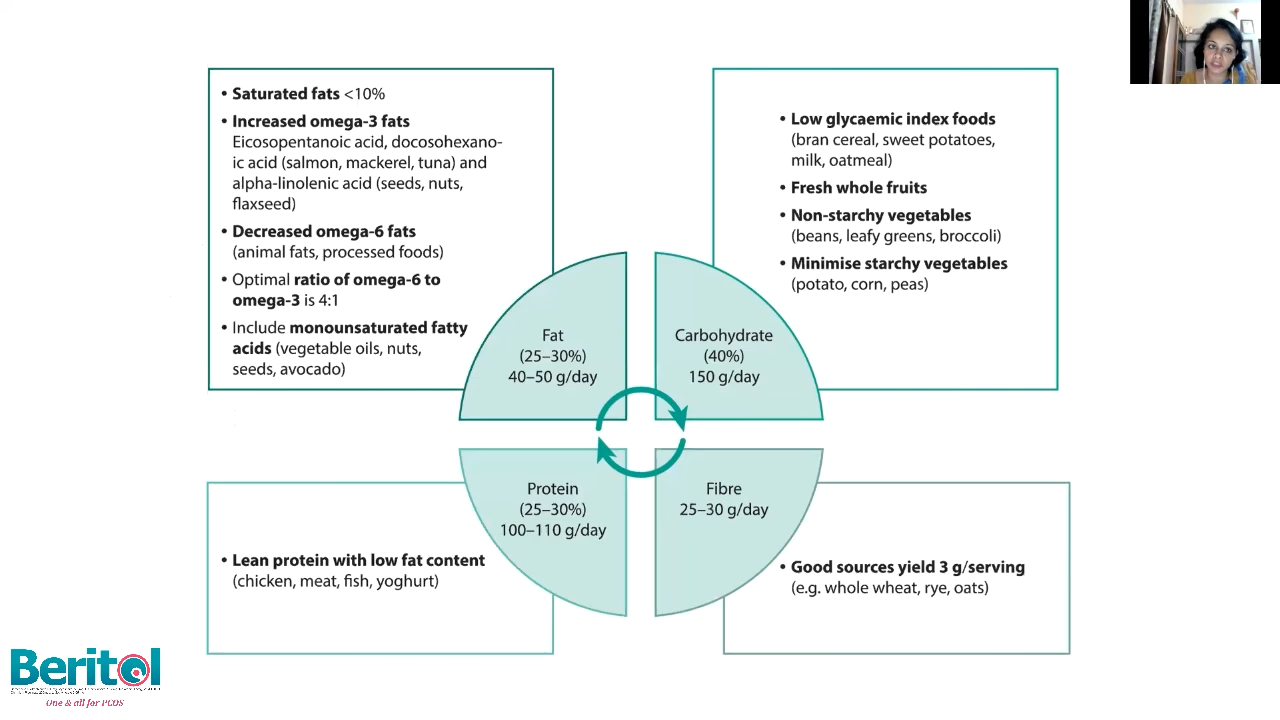 • Saturated fats <10%
• Increased omega-3 fats
Eicosopentanoic acid, docosohexano-
ic acid (salmon, mackerel, tuna) and
alpha-linolenic acid (seeds, nuts,
flaxseed)
• Decreased omega-6 fats
(animal fats, processed foods)
• Optimal ratio of omega-6 to
omega-3 is 4:1
• Include monounsaturated fatty
acids (vegetable oils, nuts,
seeds, avocado)
• Low glycaemic index foods
(bran cereal, sweet potatoes,
milk, oatmeal)
• Fresh whole fruits
• Non-starchy vegetables
(beans, leafy greens, broccoli)
• Minimise starchy vegetables
(potato, corn, peas)
Fat
(25–30%)
40–50 g/day
Carbohydrate
(40%)
150 g/day
Protein
(25–30%)
100–110 g/day
Fibre
25–30 g/day
• Lean protein with low fat content
(chicken, meat, fish, yoghurt)
• Good sources yield 3 g/serving
(e.g. whole wheat, rye, oats)
Beritol
One & all for PCOS